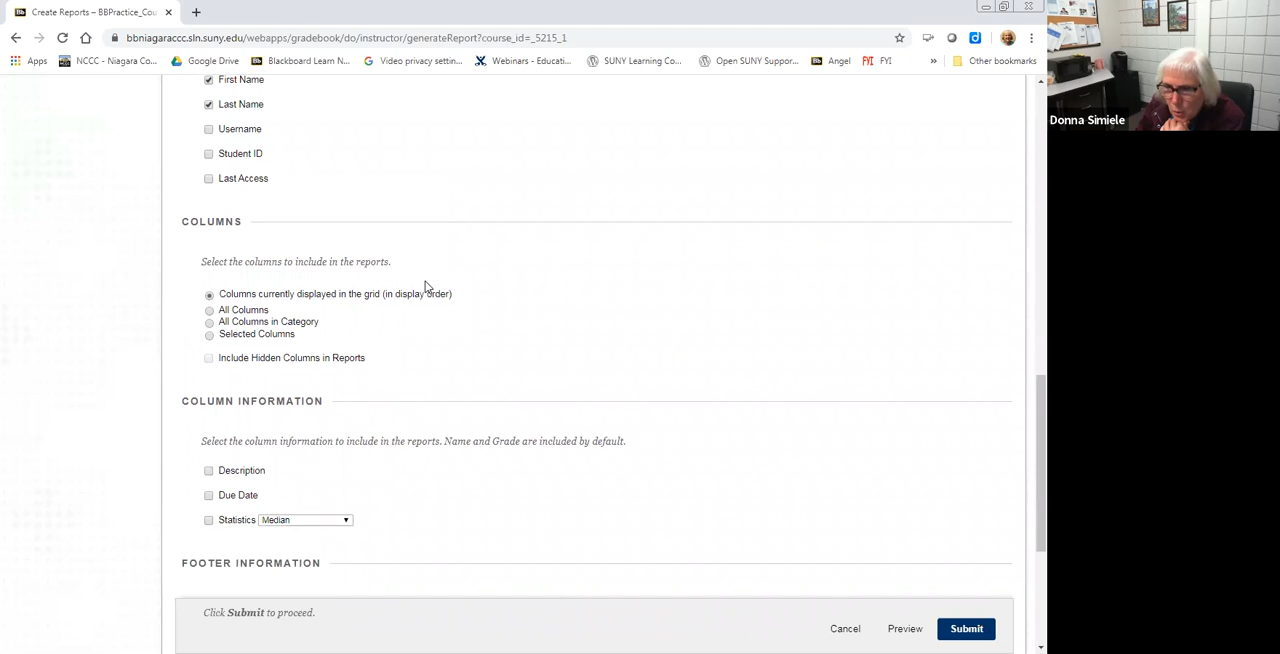 Create Reports – BBPractice_Cou
bbniagaraccc.sln.suny.edu/webapps/gradebook/do/instructor/generateReport?course_id=_5215_1
Apps NCCC - Niagara Co... Google Drive Blackboard Learn N... Video privacy settin... Webinars - Educati... SUNY Learning Co... Open SUNY Suppor... Angel FYI FYI » Other bookmarks
First Name
Last Name
Username
Student ID
Last Access
COLUMNS
Select the columns to include in the reports.
Columns currently displayed in the grid (in display order)
All Columns
All Columns in Category
Selected Columns
Include Hidden Columns in Reports
COLUMN INFORMATION
Select the column information to include in the reports. Name and Grade are included by default.
Description
Due Date
Statistics Median
FOOTER INFORMATION
Click Submit to proceed.
Cancel Preview Submit
Donna Simiele